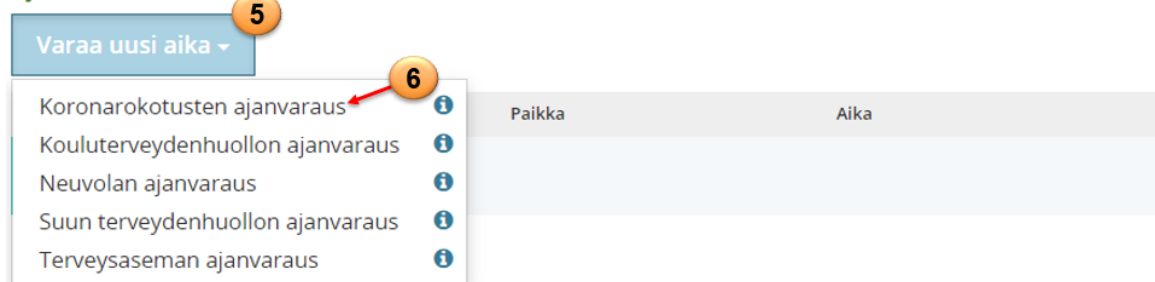 5
Varaa uusi aika
6
Koronarokotusten ajanvaraus
Paikka Aika
Kouluterveydenhuollon ajanvaraus
Neuvolan ajanvaraus
Suun terveydenhuollon ajanvaraus
Terveysaseman ajanvaraus